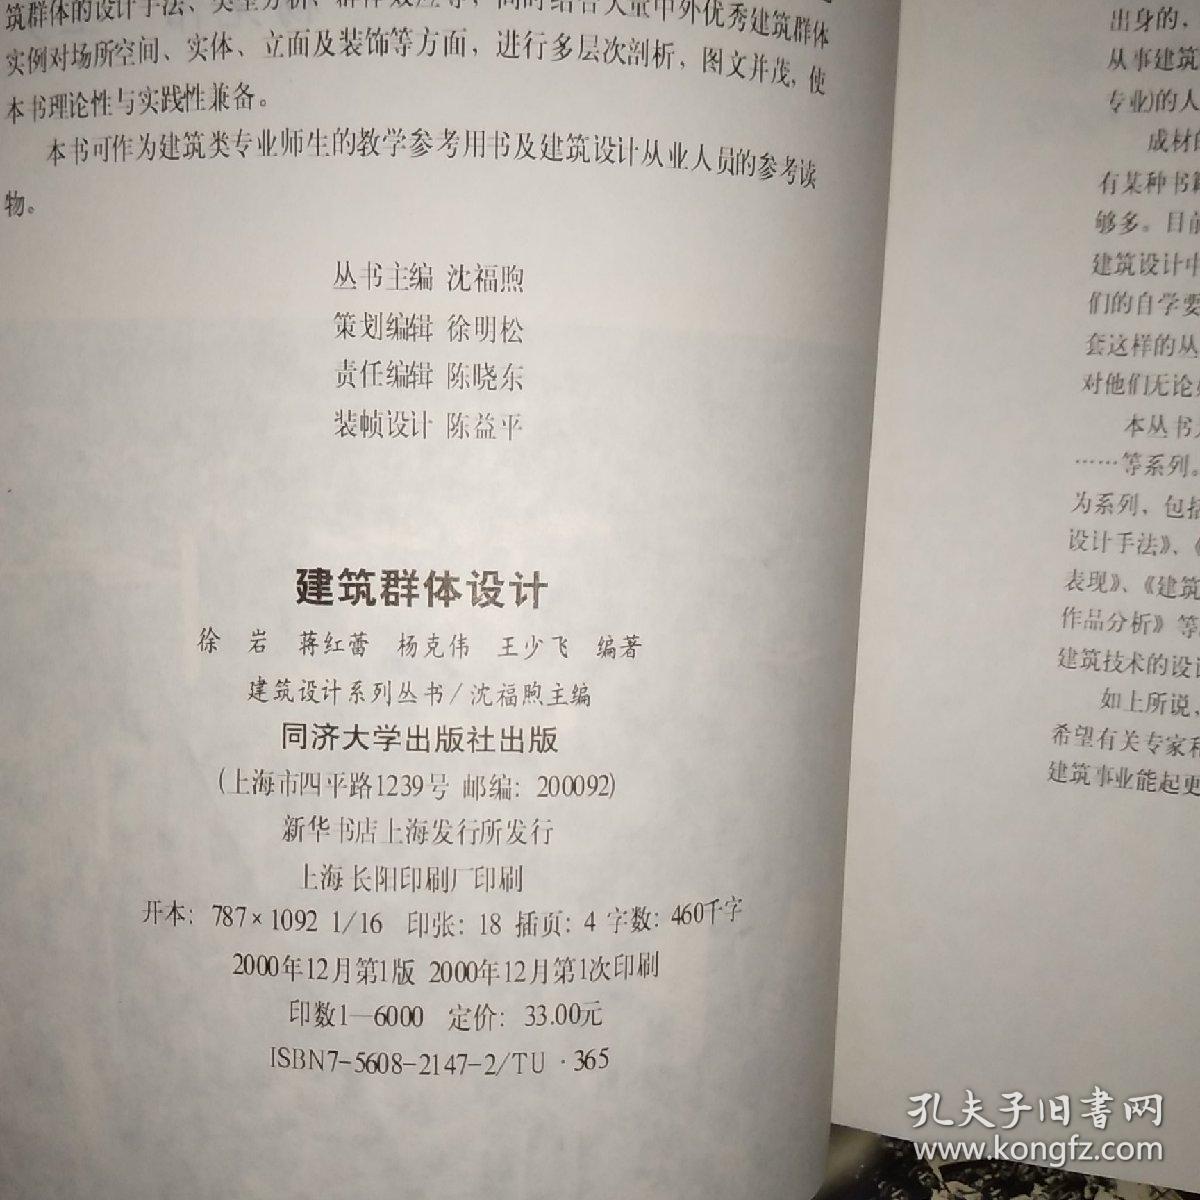 筑群体的设计手法、类型分析、群体效应等，同时结合大量中外优秀建筑群体
实例对场所空间、实体、立面及装饰等方面，进行多层次剖析，图文并茂，使
本书理论性与实践性兼备。
本书可作为建筑类专业师生的教学参考用书及建筑设计从业人员的参考读
物。
丛书主编 沈福煦
策划编辑 徐明松
责任编辑 陈晓东
装帧设计 陈益平
建筑群体设计
徐 岩 蒋红蕾 杨克伟 王少飞 编著
建筑设计系列丛书/沈福煦主编
同济大学出版社出版
(上海市四平路1239号 邮编：200092)
新华书店上海发行所发行
上海长阳印刷厂印刷
开本：787×1092 1/16 印张：18 插页：4 字数：460千字
2000年12月第1版 2000年12月第1次印刷
印数1—6000 定价：33.00元
ISBN7-5608-2147-2/TU·365
出身的，
从事建筑
专业)的人
成材的
有某种书籍
够多。目前
建筑设计中
们的自学要
套这样的丛
对他们无论
本丛书
……等系列。
为系列，包括
设计手法》、《
表现》、《建筑
作品分析》等
建筑技术的设计
如上所说，
希望有关专家和
建筑事业能起更
孔夫子旧书网
www.kongfz.com